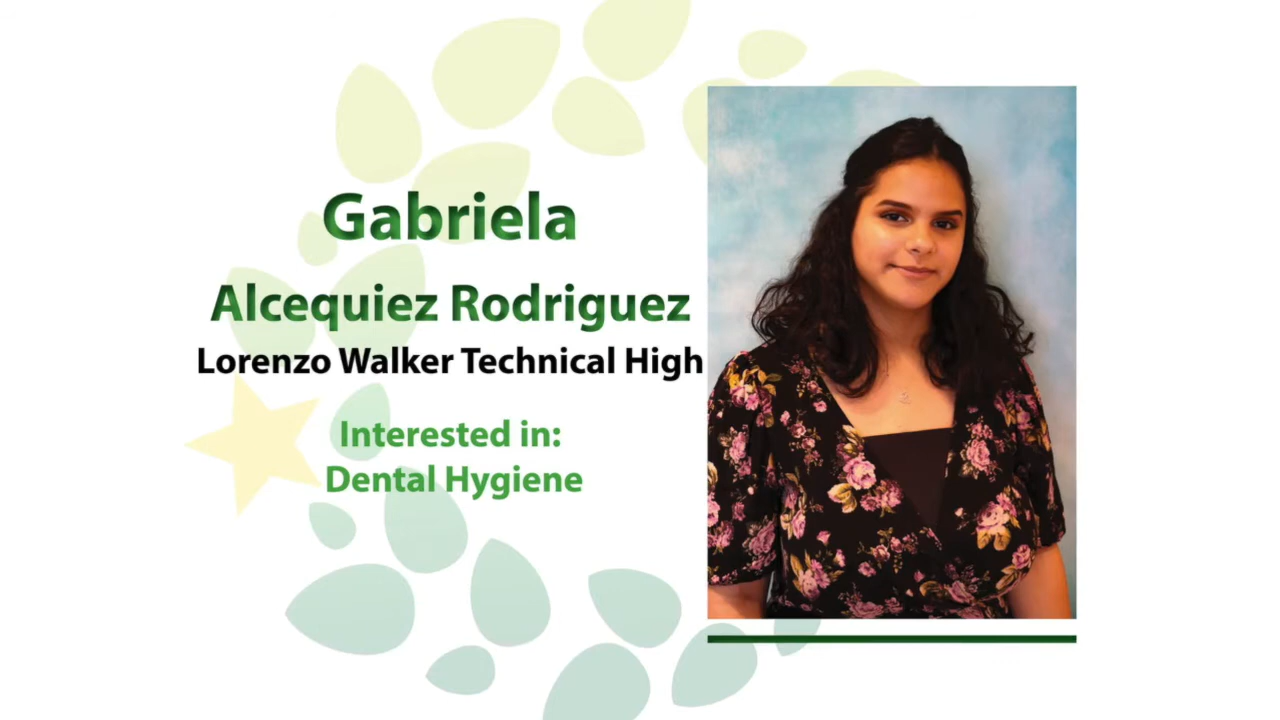 Gabriela
Alcequiez Rodriguez
Lorenzo Walker Technical High
Interested in:
Dental Hygiene